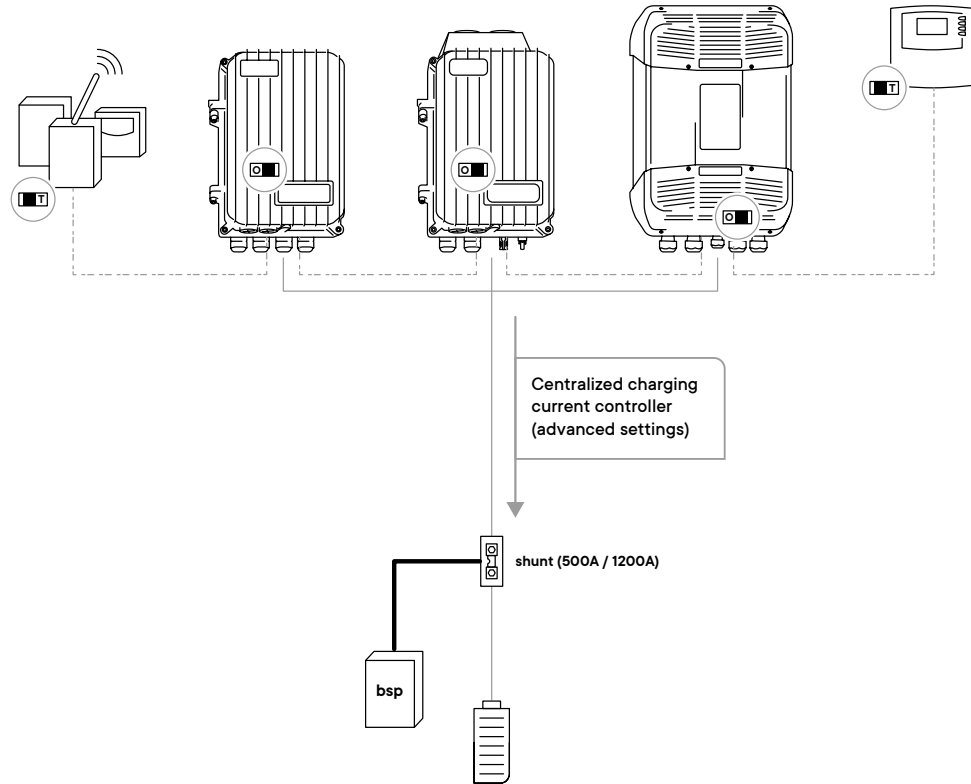 T
T
Centralized charging
current controller
(advanced settings)
shunt (500A / 1200A)
bsp